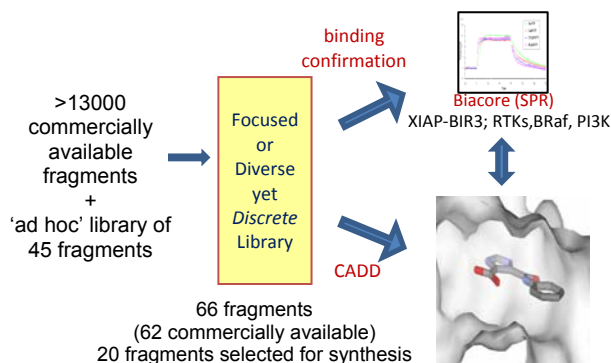 >13000
commercially
available
fragments
+
'ad hoc' library of
45 fragments
Focused
or
Diverse
yet
Discrete
Library
66 fragments
(62 commercially available)
20 fragments selected for synthesis
binding
confirmation
CADD
Biacore (SPR)
XIAP-BIR3; RTKs,BRaf, PI3K